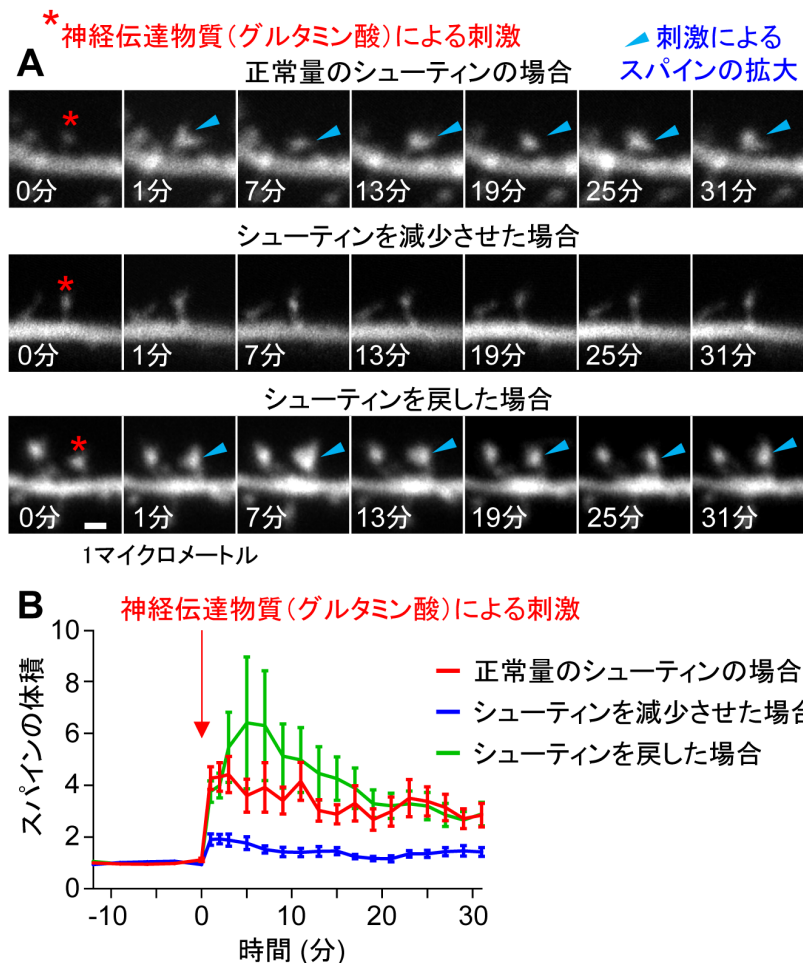 *神経伝達物質(グルタミン酸)による刺激
刺激による
スパインの拡大
A
正常量のシューティンの場合
*
0分 1分 7分 13分 19分 25分 31分
シューティンを減少させた場合
*
0分 1分 7分 13分 19分 25分 31分
シューティンを戻した場合
*
0分 1分 7分 13分 19分 25分 31分
1マイクロメートル
B
神経伝達物質(グルタミン酸)による刺激
スパインの体積
10
8
6
4
2
0
正常量のシューティンの場合
シューティンを減少させた場合
シューティンを戻した場合
-10 0 10 20 30
時間 (分)